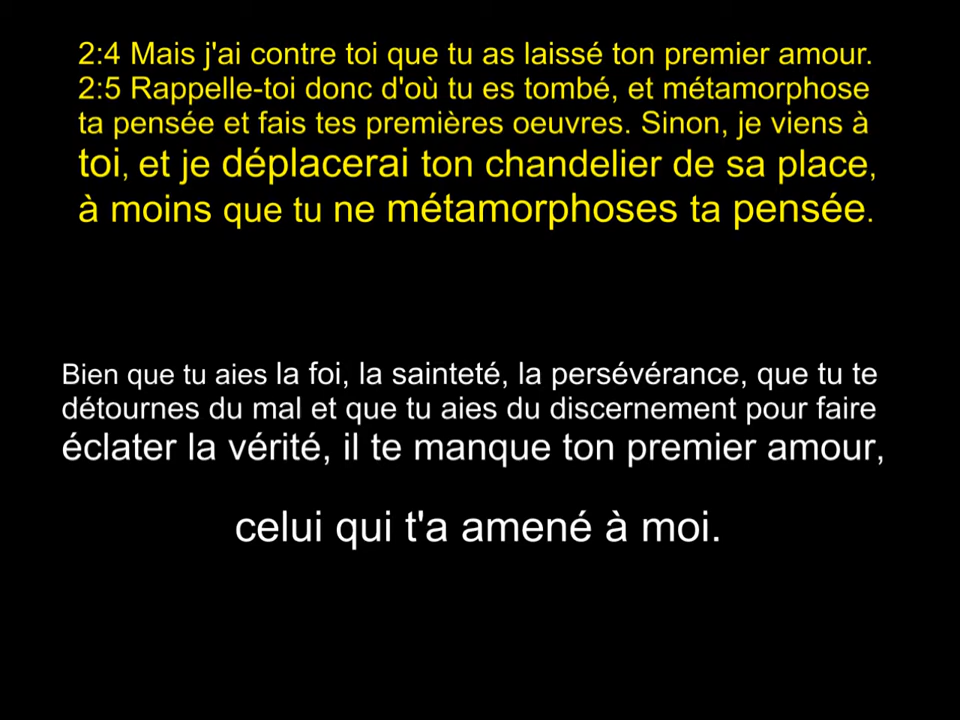 2:4 Mais j'ai contre toi que tu as laissé ton premier amour.
2:5 Rappelle-toi donc d'où tu es tombé, et métamorphose
ta pensée et fais tes premières oeuvres. Sinon, je viens à
toi, et je déplacerai ton chandelier de sa place,
à moins que tu ne métamorphoses ta pensée.
Bien que tu aies la foi, la sainteté, la persévérance, que tu te
détournes du mal et que tu aies du discernement pour faire
éclater la vérité, il te manque ton premier amour,
celui qui t'a amené à moi.